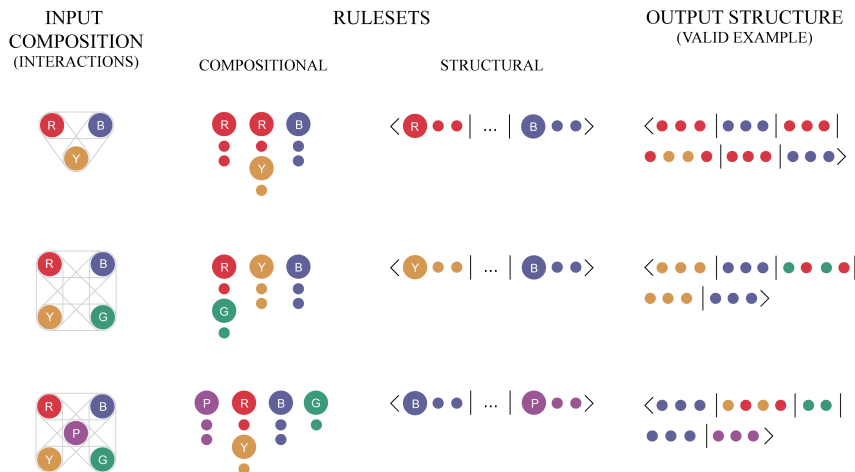 INPUT
COMPOSITION
(INTERACTIONS)
RULESETS
COMPOSITIONAL
STRUCTURAL
OUTPUT STRUCTURE
(VALID EXAMPLE)
R B
Y
R R B
Y
< R | ... | B >
< | | |
| | >
R B
Y G
R Y B
G
< Y | ... | B >
< | | |
| >
R B
P
Y G
P R B G
Y
< B | ... | P >
< | |
| >